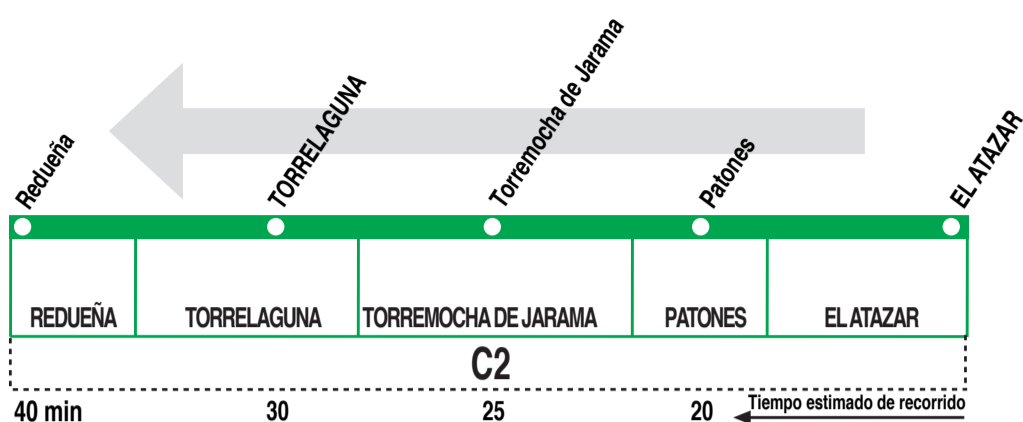 Redueña
TORRELAGUNA
Torremocha de Jarama
Patones
EL ATAZAR
REDUEÑA TORRELAGUNA TORREMOCHA DE JARAMA PATONES EL ATAZAR
C2
40 min 30 25 20 Tiempo estimado de recorrido